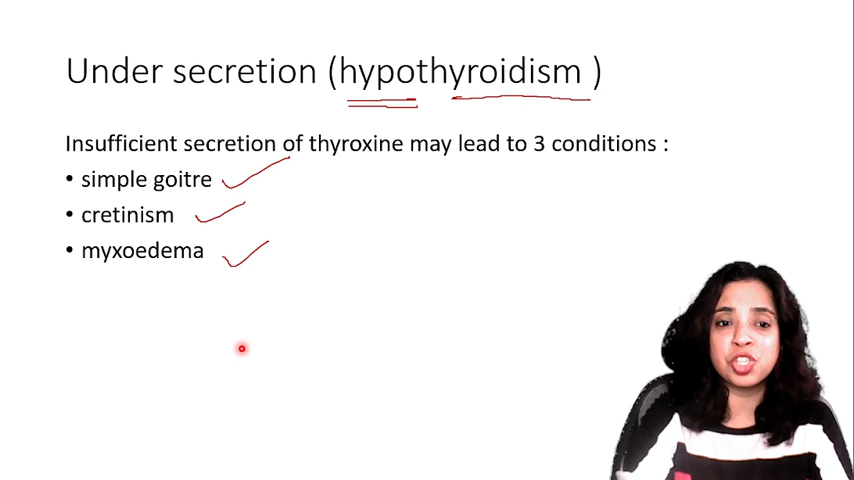 Under secretion (hypothyroidism )
Insufficient secretion of thyroxine may lead to 3 conditions :
• simple goitre
• cretinism
• myxoedema